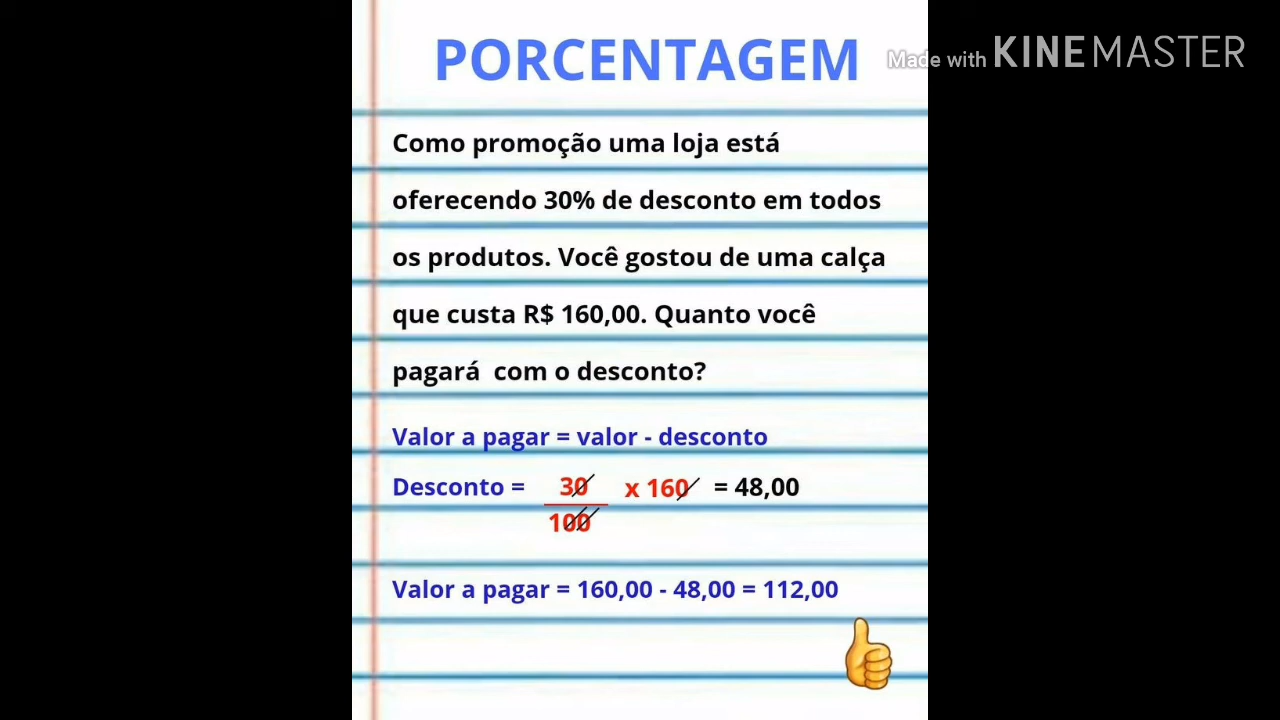 PORCENTAGEM
Made with KINEMASTER
Como promoção uma loja está
oferecendo 30% de desconto em todos
os produtos. Você gostou de uma calça
que custa R$ 160,00. Quanto você
pagará com o desconto?
Valor a pagar = valor - desconto
Desconto = 30 x 160 = 48,00
100
Valor a pagar = 160,00 - 48,00 = 112,00